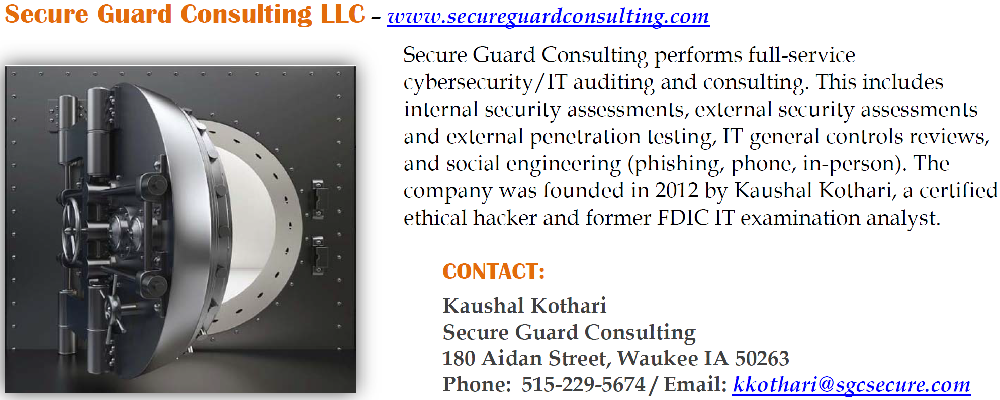 Secure Guard Consulting LLC – www.secureguardconsulting.com
Secure Guard Consulting performs full-service
cybersecurity/IT auditing and consulting. This includes
internal security assessments, external security assessments
and external penetration testing, IT general controls reviews,
and social engineering (phishing, phone, in-person). The
company was founded in 2012 by Kaushal Kothari, a certified
ethical hacker and former FDIC IT examination analyst.
CONTACT:
Kaushal Kothari
Secure Guard Consulting
180 Aidan Street, Waukee IA 50263
Phone:  515-229-5674 / Email: kkothari@sgcsecure.com